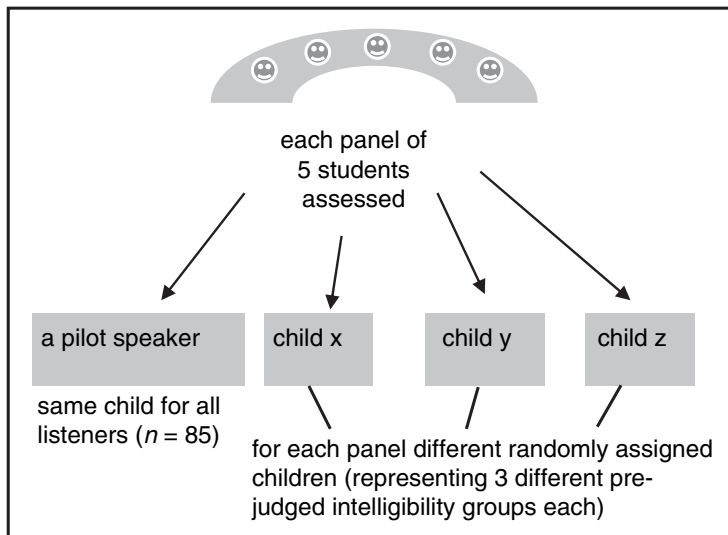 each panel of
5 students
assessed
a pilot speaker
child x
child y
child z
same child for all
listeners (n = 85)
for each panel different randomly assigned
children (representing 3 different pre-
judged intelligibility groups each)